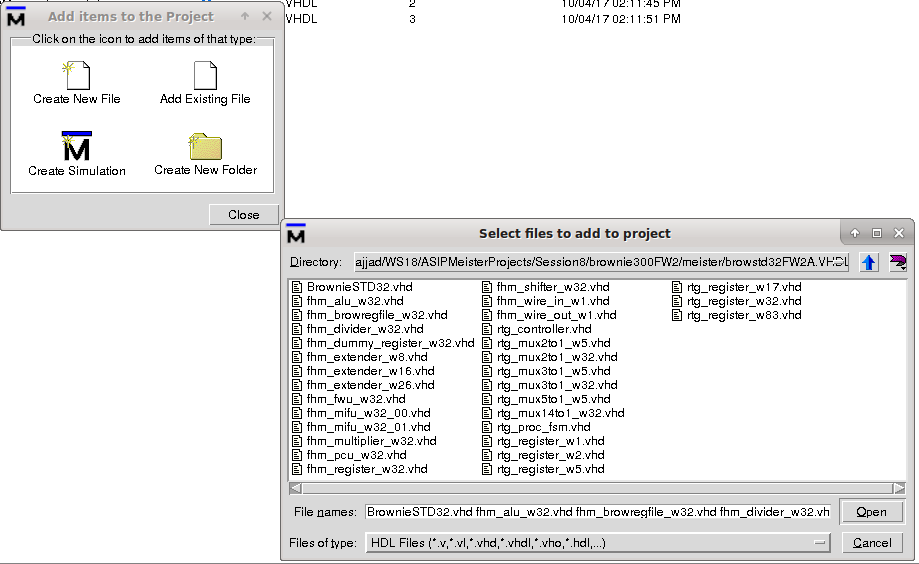 VHDL 2 10/04/17 02:11:45 PM
VHDL 3 10/04/17 02:11:51 PM
Add items to the Project
Click on the icon to add items of that type:
Create New File Add Existing File
Create Simulation Create New Folder
Close
Select files to add to project
Directory: ajjad/WS18/ASIPMeisterProjects/Session8/brownie300FW2/meister/browstd32FW2A.VHDL
BrownieSTD32.vhd fhm_shifter_w32.vhd rtg_register_w17.vhd
fhm_alu_w32.vhd fhm_wire_in_w1.vhd rtg_register_w32.vhd
fhm_browregfile_w32.vhd fhm_wire_out_w1.vhd rtg_register_w83.vhd
fhm_divider_w32.vhd rtg_controller.vhd
fhm_dummy_register_w32.vhd rtg_mux2to1_w5.vhd
fhm_extender_w8.vhd rtg_mux2to1_w32.vhd
fhm_extender_w16.vhd rtg_mux3to1_w5.vhd
fhm_extender_w26.vhd rtg_mux3to1_w32.vhd
fhm_fwu_w32.vhd rtg_mux5to1_w5.vhd
fhm_mifu_w32_00.vhd rtg_mux14to1_w32.vhd
fhm_mifu_w32_01.vhd rtg_proc_fsm.vhd
fhm_multiplier_w32.vhd rtg_register_w1.vhd
fhm_pcu_w32.vhd rtg_register_w2.vhd
fhm_register_w32.vhd rtg_register_w5.vhd
File names: BrownieSTD32.vhd fhm_alu_w32.vhd fhm_browregfile_w32.vhd fhm_divider_w32.vh Open
Files of type: HDL Files (*.v,*.vl,*.vhd,*.vhdl,*.vho,*.hdl,...) Cancel